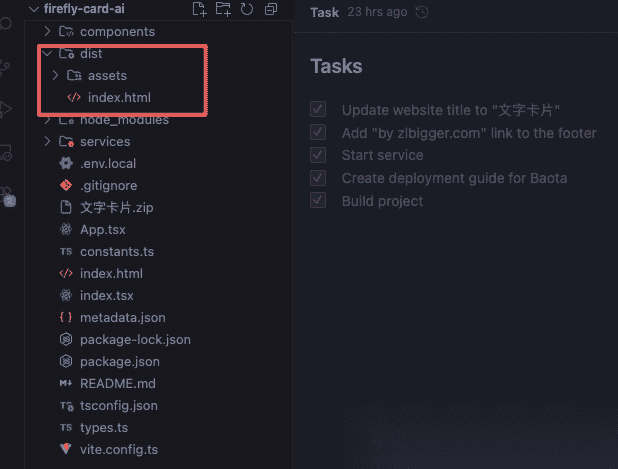 firefly-card-ai
components
dist
assets
index.html
node_modules
services
.env.local
.gitignore
文字卡片.zip
App.tsx
TS constants.ts
index.html
index.tsx
{ } metadata.json
package-lock.json
package.json
README.md
tsconfig.json
TS types.ts
vite.config.ts
2
Task 23 hrs ago
Tasks
Update website title to "文字卡片"
Add "by zlbigger.com" link to the footer
Start service
Create deployment guide for Baota
Build project